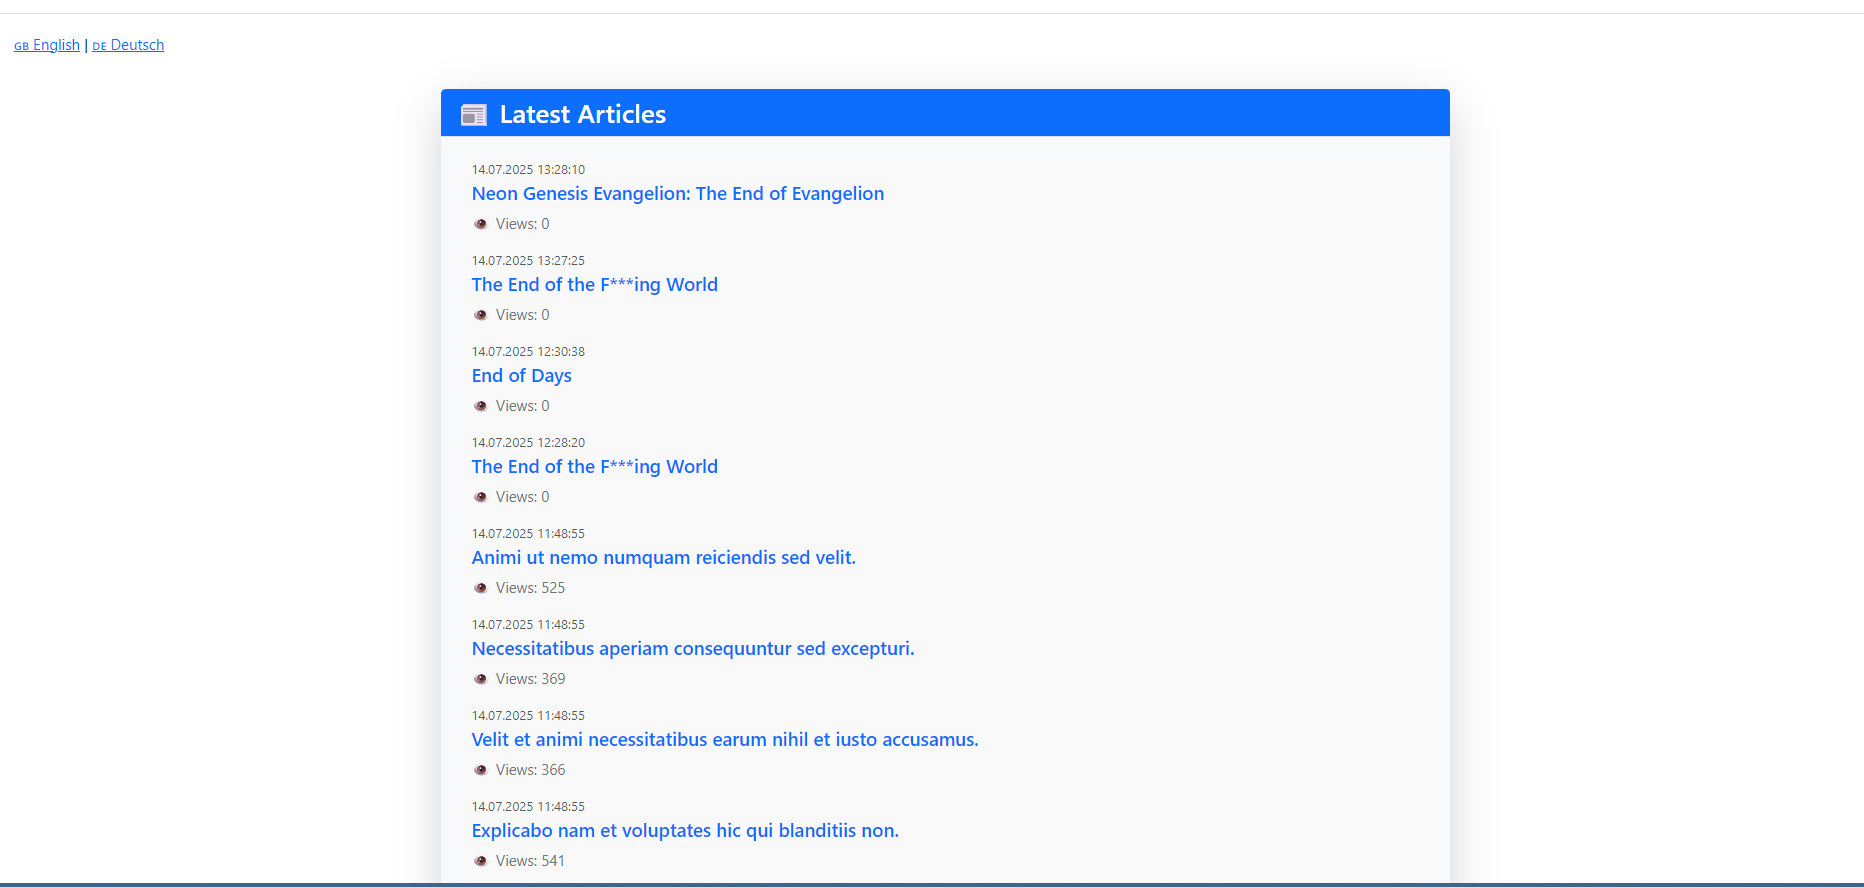 GB English | DE Deutsch
Latest Articles
14.07.2025 13:28:10
Neon Genesis Evangelion: The End of Evangelion
Views: 0
14.07.2025 13:27:25
The End of the F***ing World
Views: 0
14.07.2025 12:30:38
End of Days
Views: 0
14.07.2025 12:28:20
The End of the F***ing World
Views: 0
14.07.2025 11:48:55
Animi ut nemo numquam reiciendis sed velit.
Views: 525
14.07.2025 11:48:55
Necessitatibus aperiam consequuntur sed excepturi.
Views: 369
14.07.2025 11:48:55
Velit et animi necessitatibus earum nihil et iusto accusamus.
Views: 366
14.07.2025 11:48:55
Explicabo nam et voluptates hic qui blanditiis non.
Views: 541